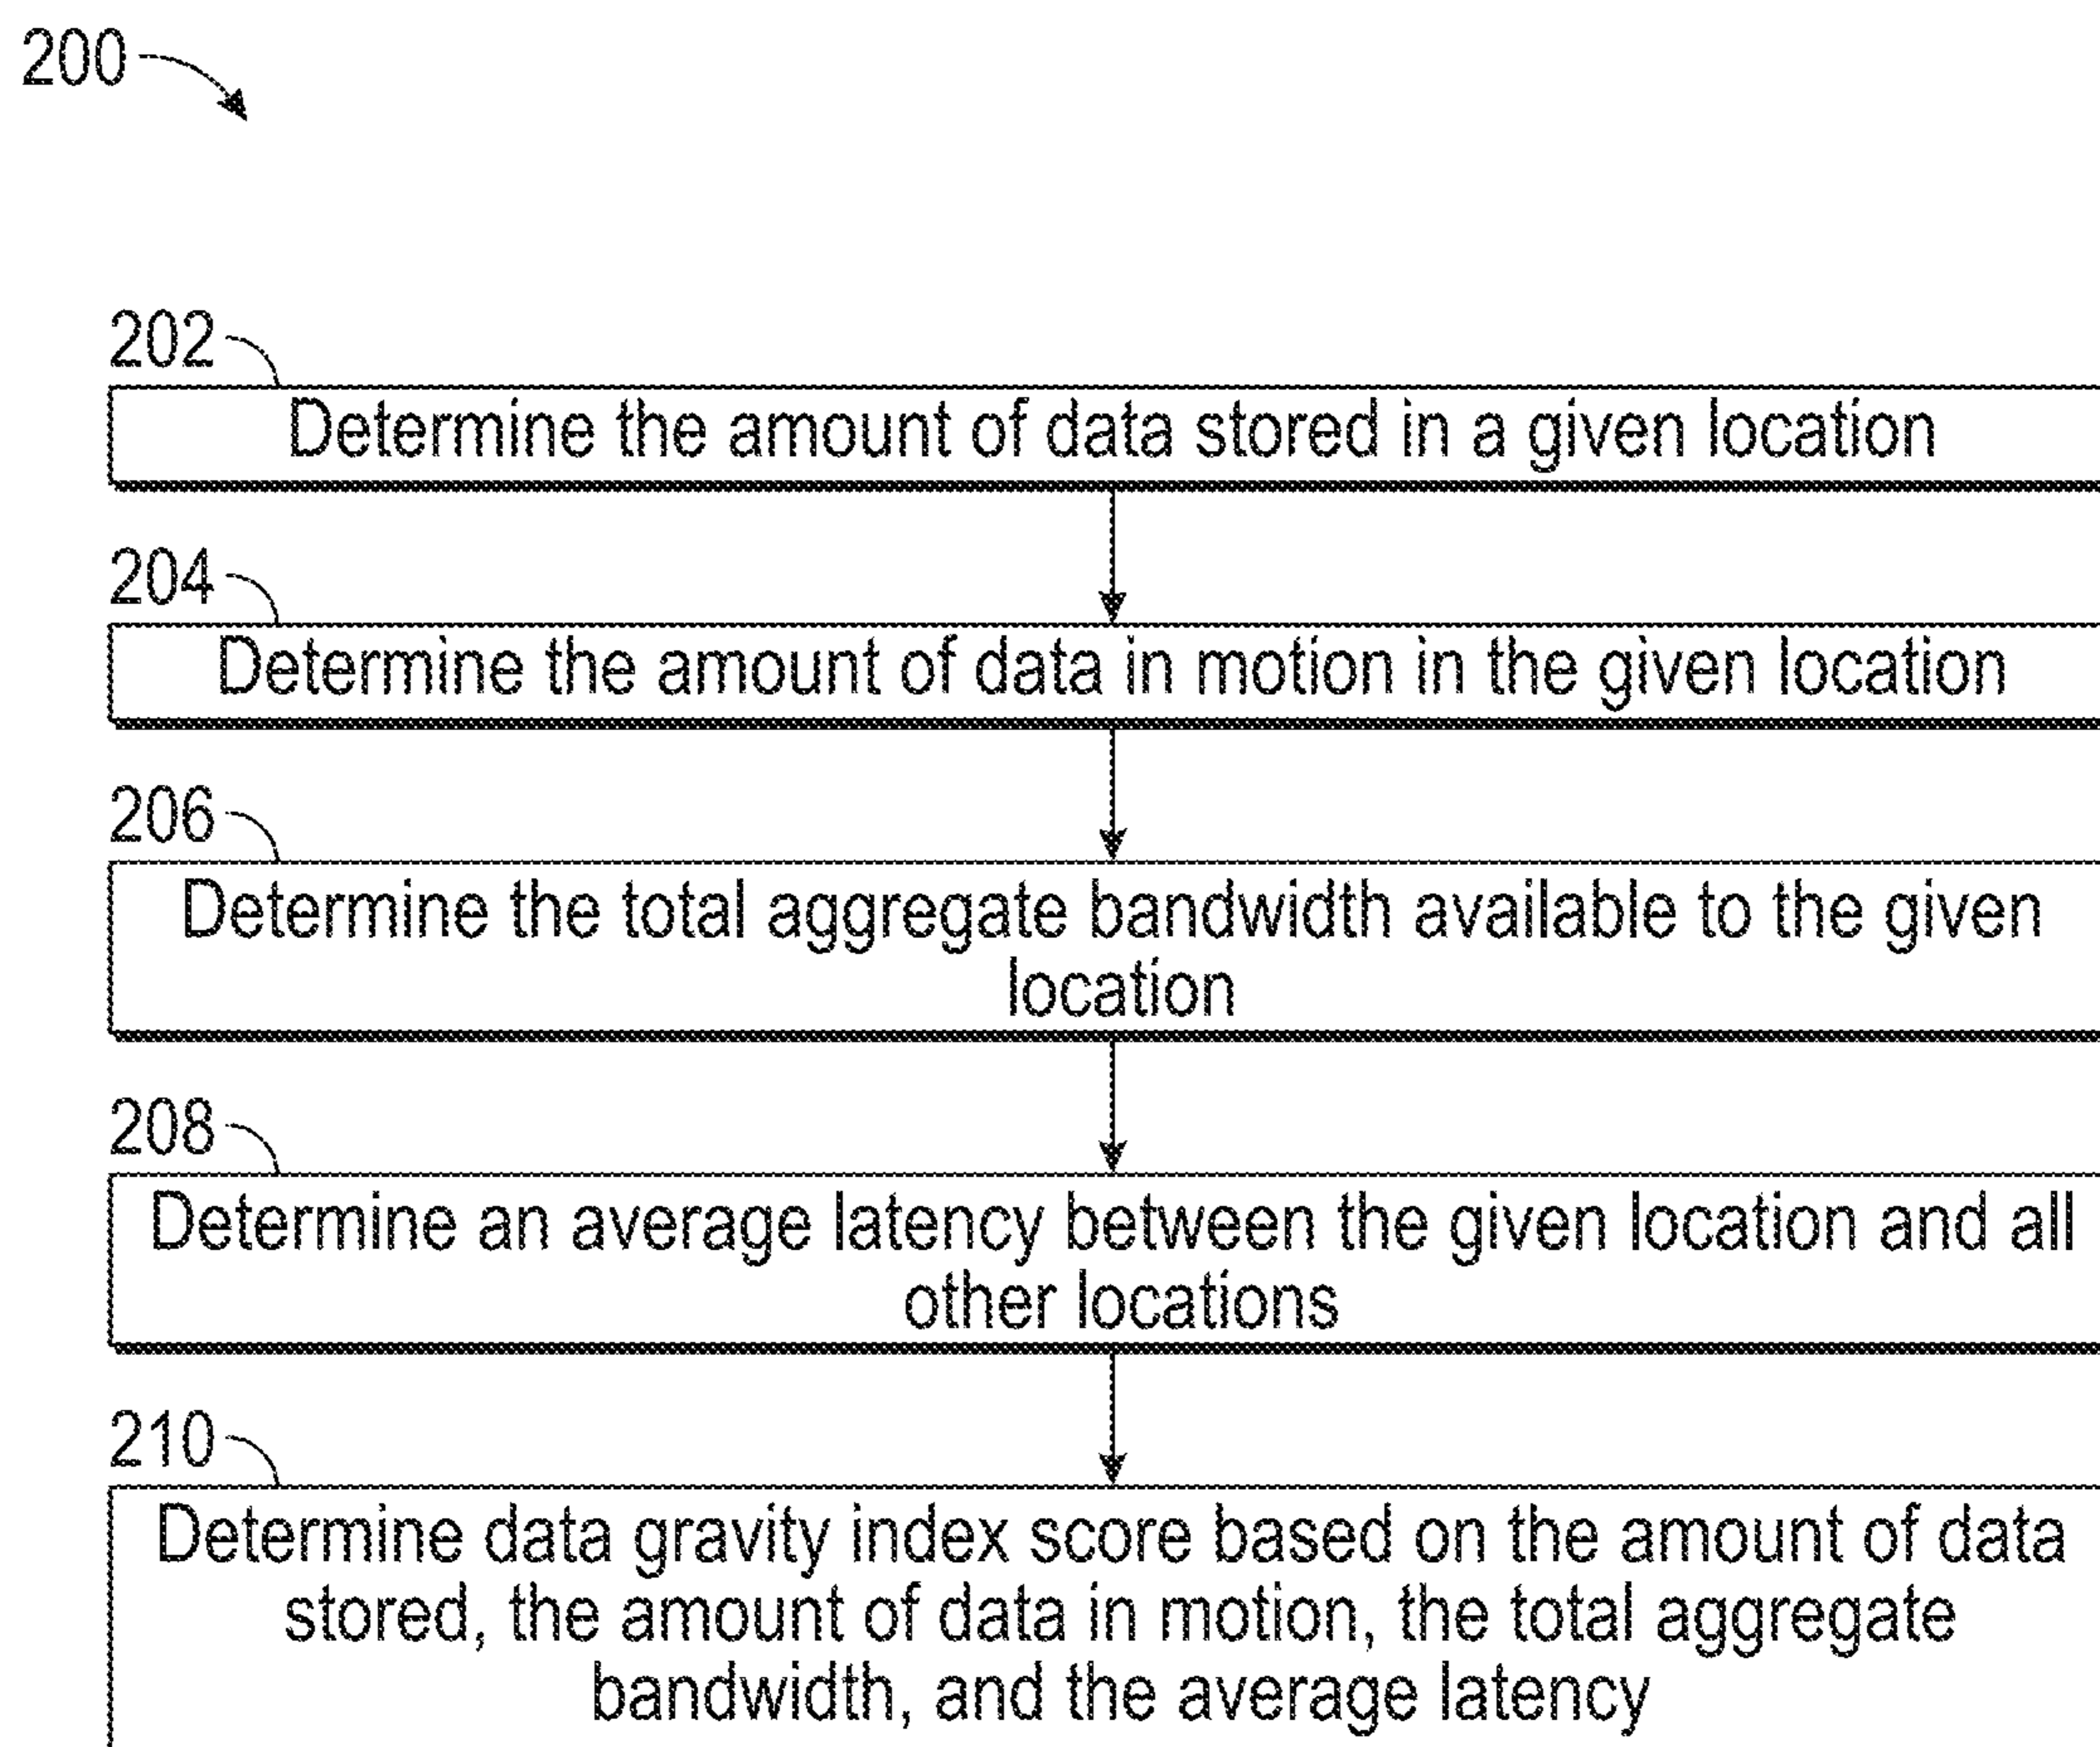 200
202
Determine the amount of data stored in a given location
204
Determine the amount of data in motion in the given location
206
Determine the total aggregate bandwidth available to the given
location
208
Determine an average latency between the given location and all
other locations
210
Determine data gravity index score based on the amount of data
stored, the amount of data in motion, the total aggregate
bandwidth, and the average latency